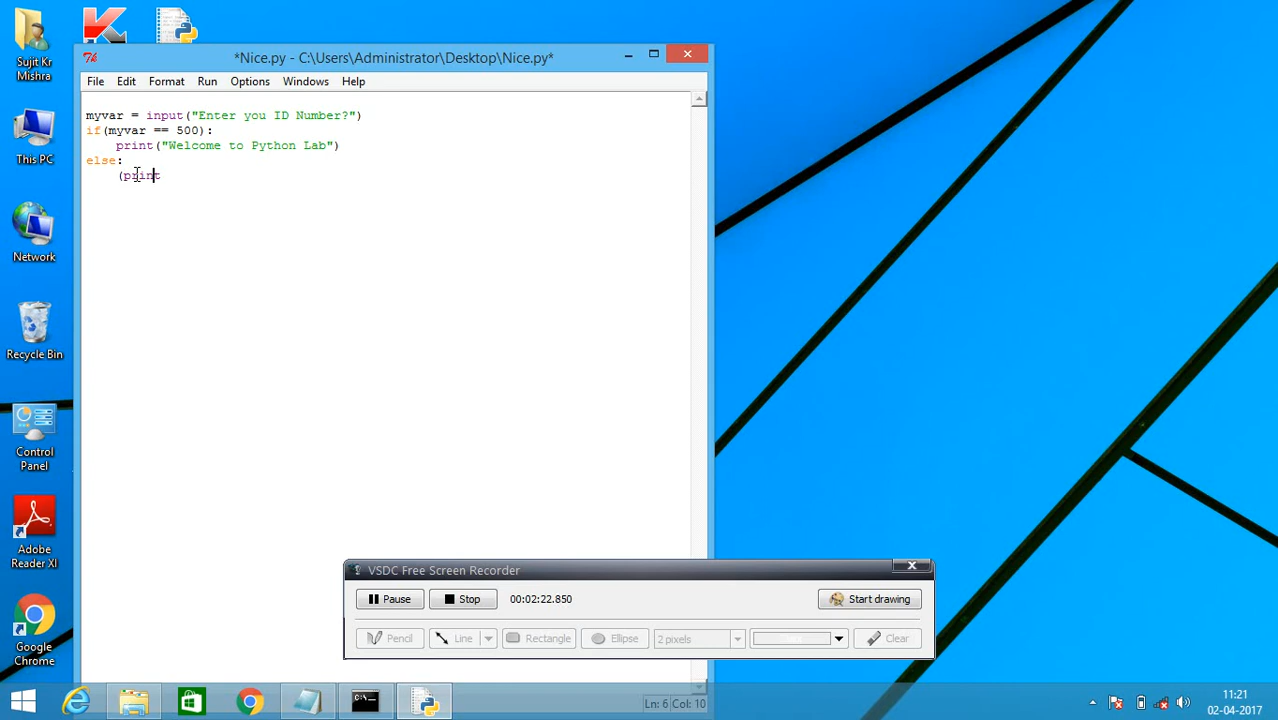 *Nice.py - C:\Users\Administrator\Desktop\Nice.py*
File Edit Format Run Options Windows Help
myvar = input("Enter you ID Number?")
if(myvar == 500):
    print("Welcome to Python Lab")
else:
    (print
Sujit Kr
Mishra
This PC
Network
Recycle Bin
Control
Panel
Adobe
Reader XI
Google
Chrome
VSDC Free Screen Recorder
Pause Stop 00:02:22.850 Start drawing
Pencil Line Rectangle Ellipse 2 pixels Clear
Ln: 6 Col: 10
11:21
02-04-2017